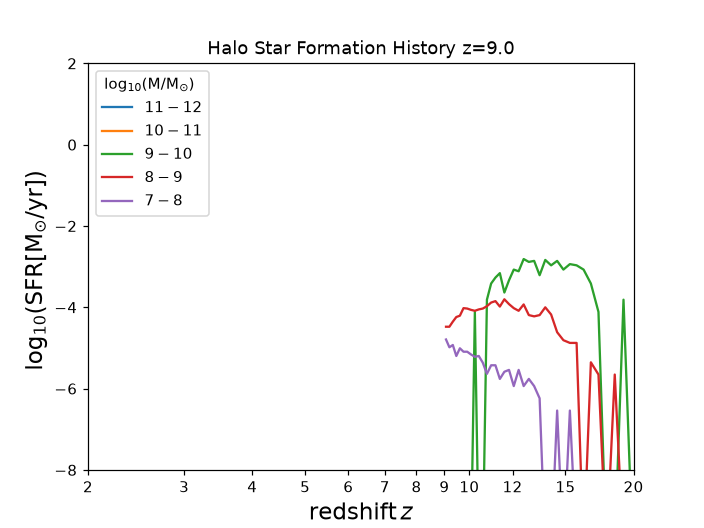 Halo Star Formation History z=9.0
log₁₀(M/M☉)
11 − 12
10 − 11
9 − 10
8 − 9
7 − 8
log₁₀(SFR[M☉/yr])
2
0
−2
−4
−6
−8
2 3 4 5 6 7 8 9 10 12 15 20
redshift z